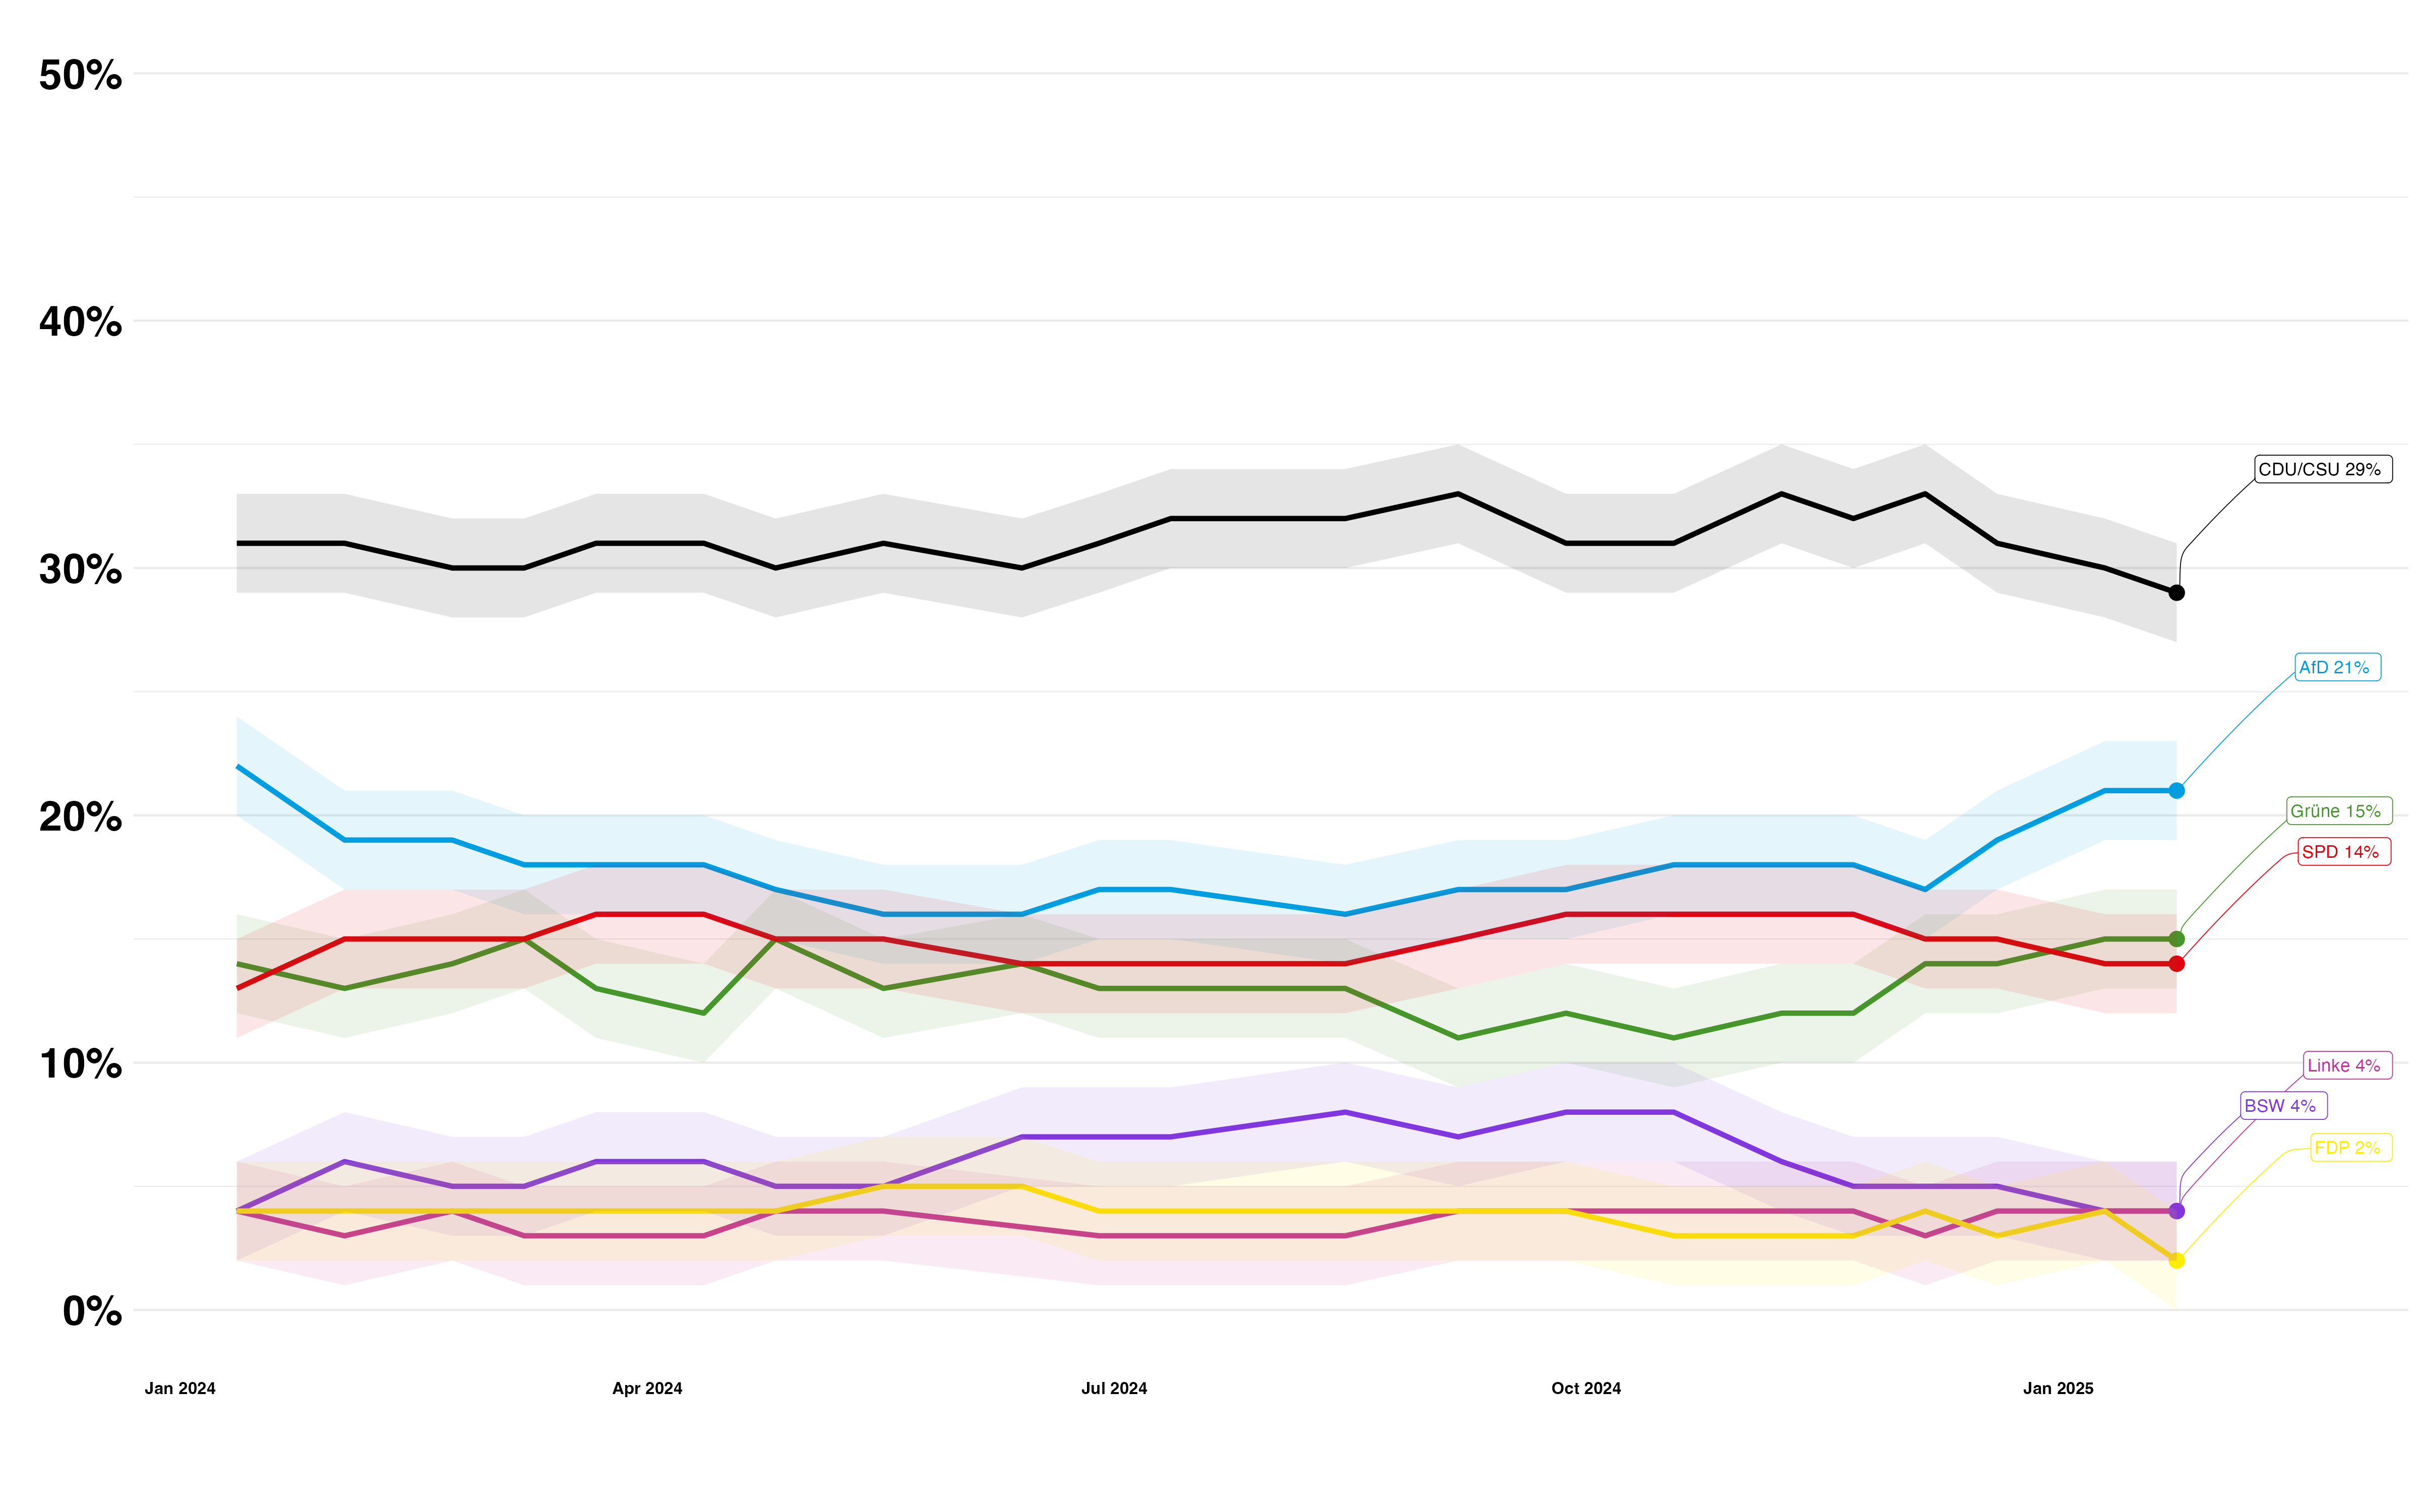 50%
40%
CDU/CSU 29%
30%
AfD 21%
Grüne 15%
20%
SPD 14%
10%
Linke 4%
BSW 4%
FDP 2%
0%
Jan 2024 Apr 2024 Jul 2024 Oct 2024 Jan 2025